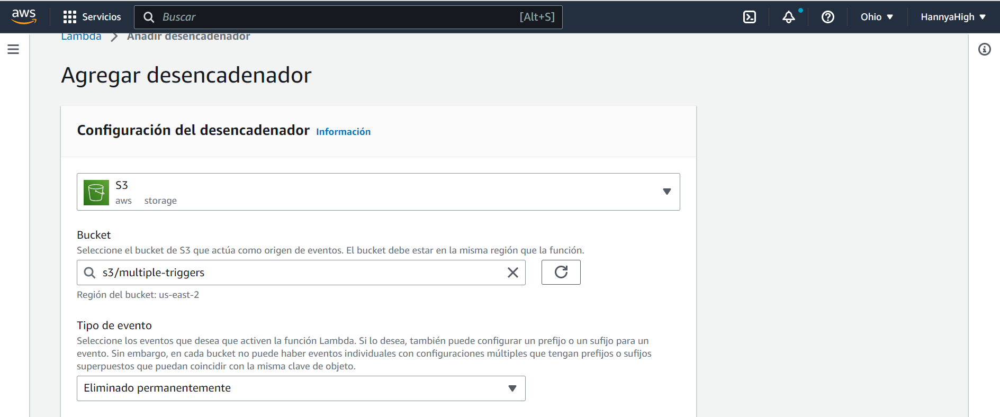 aws Servicios Buscar [Alt+S] Ohio HannyaHigh
Lambda Añadir desencadenador
Agregar desencadenador
Configuración del desencadenador Información
S3
aws storage
Bucket
Seleccione el bucket de S3 que actúa como origen de eventos. El bucket debe estar en la misma región que la función.
s3/multiple-triggers
Región del bucket: us-east-2
Tipo de evento
Seleccione los eventos que desea que activen la función Lambda. Si lo desea, también puede configurar un prefijo o un sufijo para un
evento. Sin embargo, en cada bucket no puede haber eventos individuales con configuraciones múltiples que tengan prefijos o sufijos
superpuestos que puedan coincidir con la misma clave de objeto.
Eliminado permanentemente